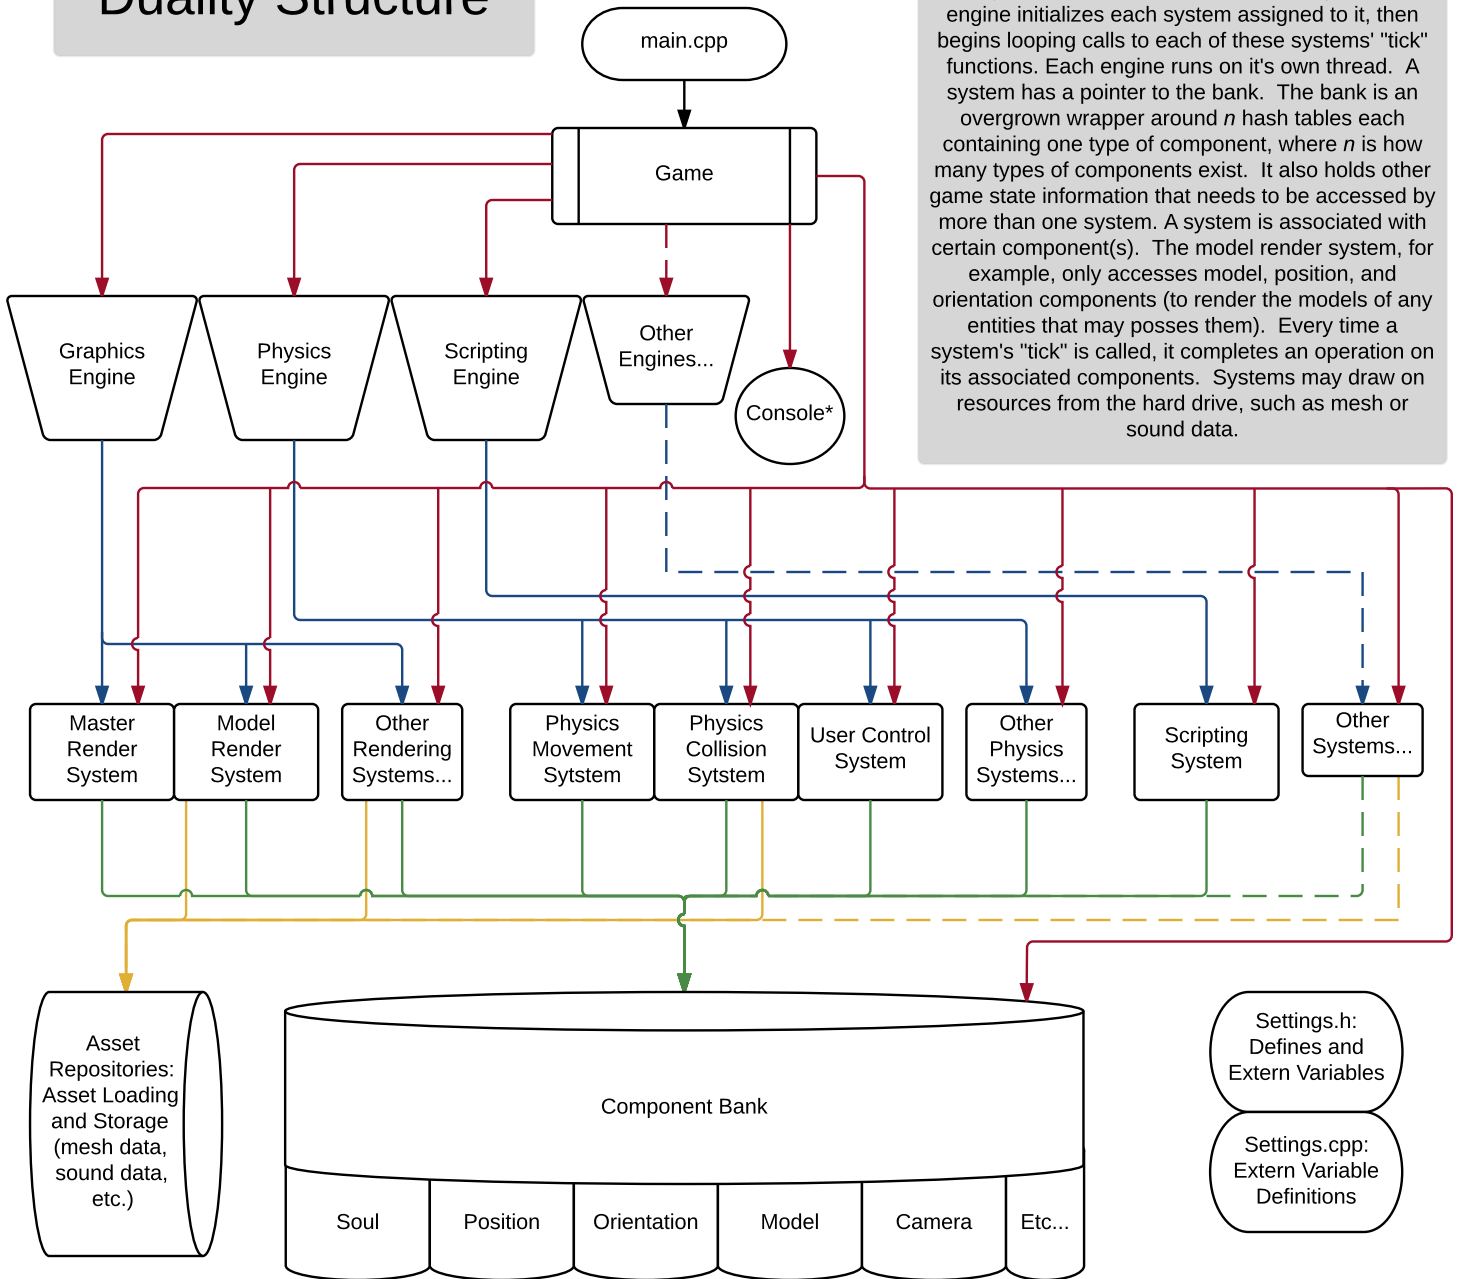 Duality Structure
main.cpp
engine initializes each system assigned to it, then
begins looping calls to each of these systems' "tick"
functions. Each engine runs on it's own thread.  A
system has a pointer to the bank.  The bank is an
overgrown wrapper around n hash tables each
containing one type of component, where n is how
many types of components exist.  It also holds other
game state information that needs to be accessed by
more than one system. A system is associated with
certain component(s).  The model render system, for
example, only accesses model, position, and
orientation components (to render the models of any
entities that may posses them).  Every time a
system's "tick" is called, it completes an operation on
its associated components.  Systems may draw on
resources from the hard drive, such as mesh or
sound data.
Game
Graphics
Engine
Physics
Engine
Scripting
Engine
Other
Engines...
Console*
Master
Render
System
Model
Render
System
Other
Rendering
Systems...
Physics
Movement
Sytstem
Physics
Collision
Sytstem
User Control
System
Other
Physics
Systems...
Scripting
System
Other
Systems...
Asset
Repositories:
Asset Loading
and Storage
(mesh data,
sound data,
etc.)
Component Bank
Soul
Position
Orientation
Model
Camera
Etc...
Settings.h:
Defines and
Extern Variables
Settings.cpp:
Extern Variable
Definitions